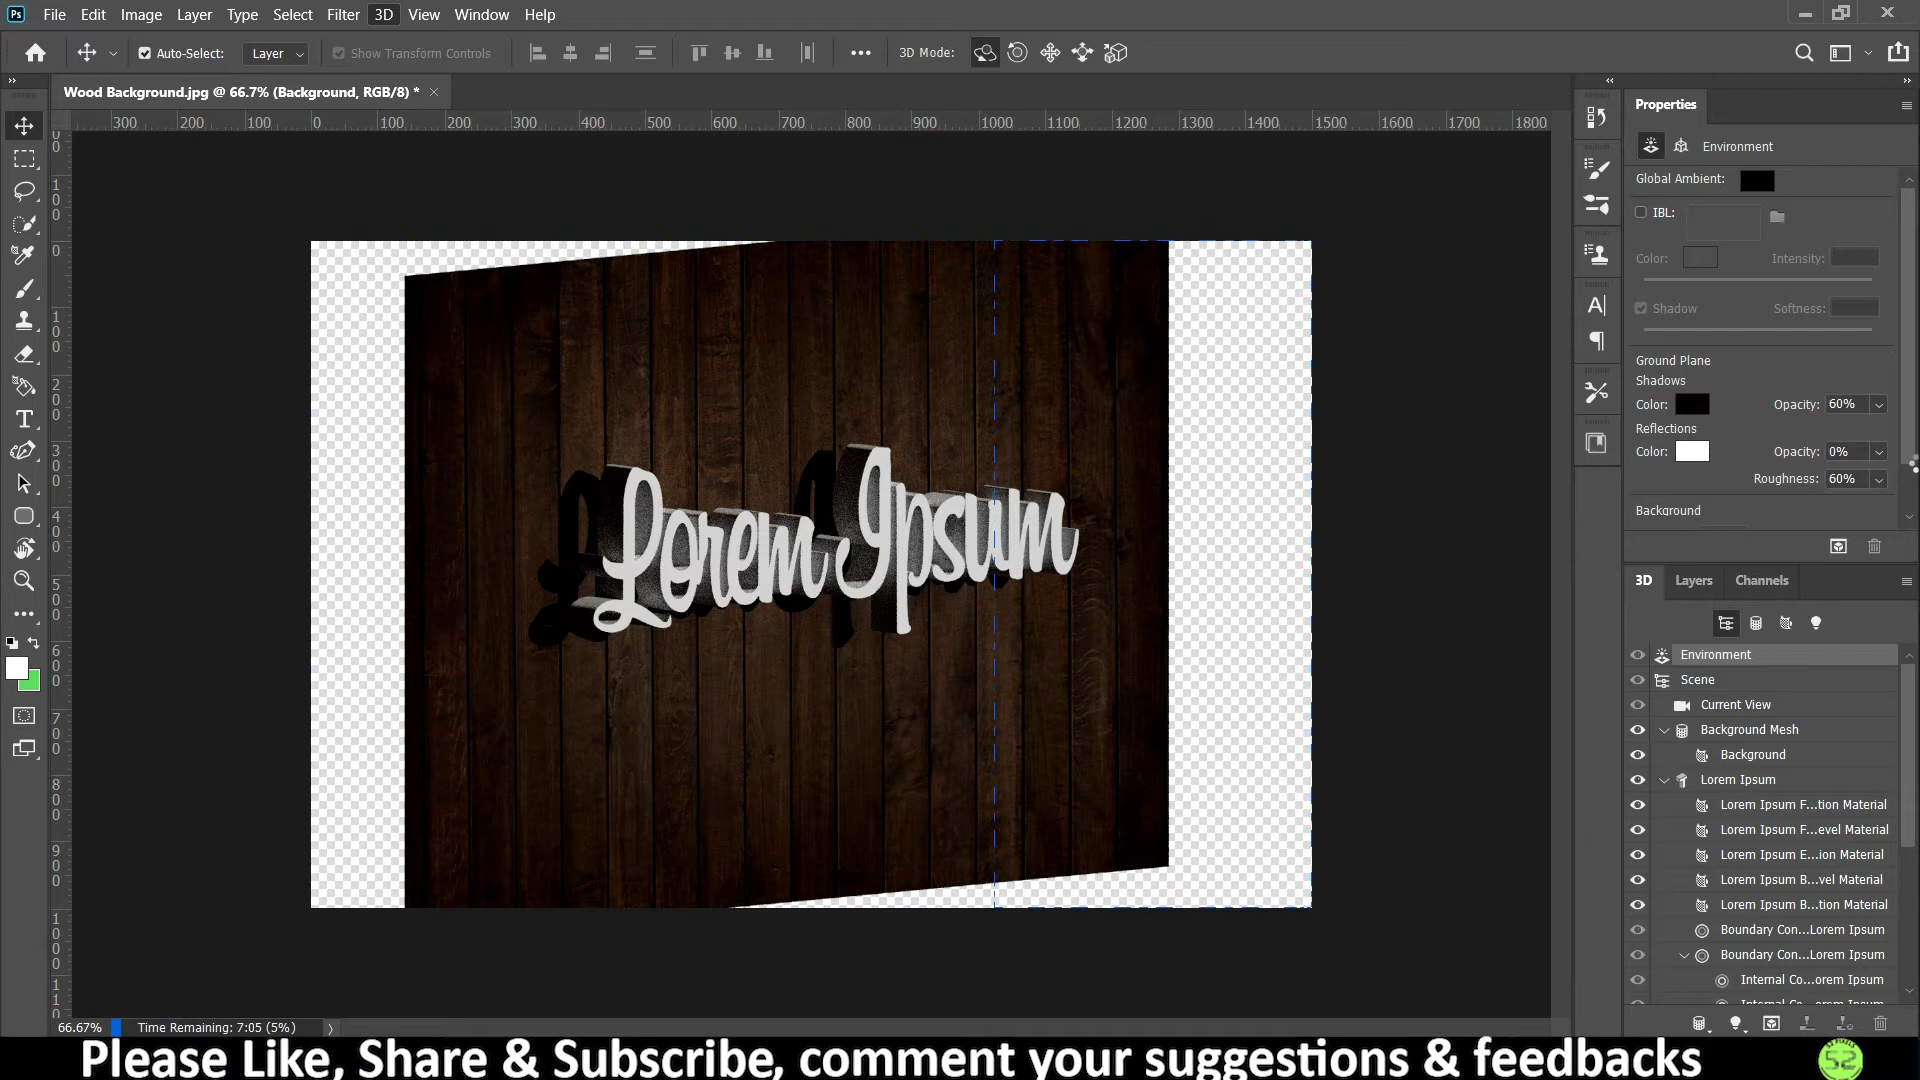 Ps File Edit Image Layer Type Select Filter 3D View Window Help
Auto-Select: Layer Show Transform Controls 3D Mode:
Wood Background.jpg @ 66.7% (Background, RGB/8) *
300 200 100 0 100 200 300 400 500 600 700 800 900 1000 1100 1200 1300 1400 1500 1600 1700 1800
Properties
Environment
Global Ambient:
IBL:
Color: Intensity:
Shadow Softness:
Ground Plane
Shadows
Color: Opacity: 60%
Reflections
Color: Opacity: 0%
Roughness: 60%
Background
Lorem Ipsum
3D Layers Channels
Environment
Scene
Current View
Background Mesh
Background
Lorem Ipsum
Lorem Ipsum F...tion Material
Lorem Ipsum F...evel Material
Lorem Ipsum E...ion Material
Lorem Ipsum B...vel Material
Lorem Ipsum B...tion Material
Boundary Con...Lorem Ipsum
Boundary Con...Lorem Ipsum
Internal Co...orem Ipsum
Internal Co...orem Ipsum
66.67% Time Remaining: 7:05 (5%)
Please Like, Share & Subscribe, comment your suggestions & feedbacks
52